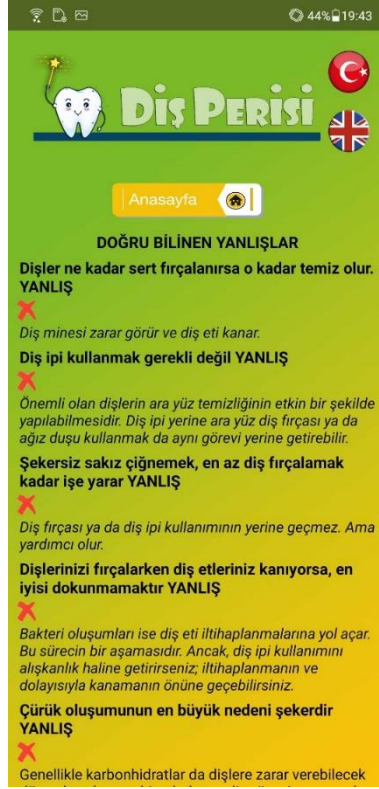 44% 19:43
Diş Perisi
Anasayfa
DOĞRU BİLİNEN YANLIŞLAR
Dişler ne kadar sert fırçalanırsa o kadar temiz olur.
YANLIŞ
Diş minesi zarar görür ve diş eti kanar.
Diş ipi kullanmak gerekli değil YANLIŞ
Önemli olan dişlerin ara yüz temizliğinin etkin bir şekilde
yapılabilmesidir. Diş ipi yerine ara yüz diş fırçası ya da
ağız duşu kullanmak da aynı görevi yerine getirebilir.
Şekersiz sakız çiğnemek, en az diş fırçalamak
kadar işe yarar YANLIŞ
Diş fırçası ya da diş ipi kullanımının yerine geçmez. Ama
yardımcı olur.
Dişlerinizi fırçalarken diş etleriniz kanıyorsa, en
iyisi dokunmamaktır YANLIŞ
Bakteri oluşumları ise diş eti iltihaplanmalarına yol açar.
Bu sürecin bir aşamasıdır. Ancak, diş ipi kullanımını
alışkanlık haline getirirseniz; iltihaplanmanın ve
dolayısıyla kanamanın önüne geçebilirsiniz.
Çürük oluşumunun en büyük nedeni şekerdir
YANLIŞ
Genellikle karbonhidratlar da dişlere zarar verebilecek